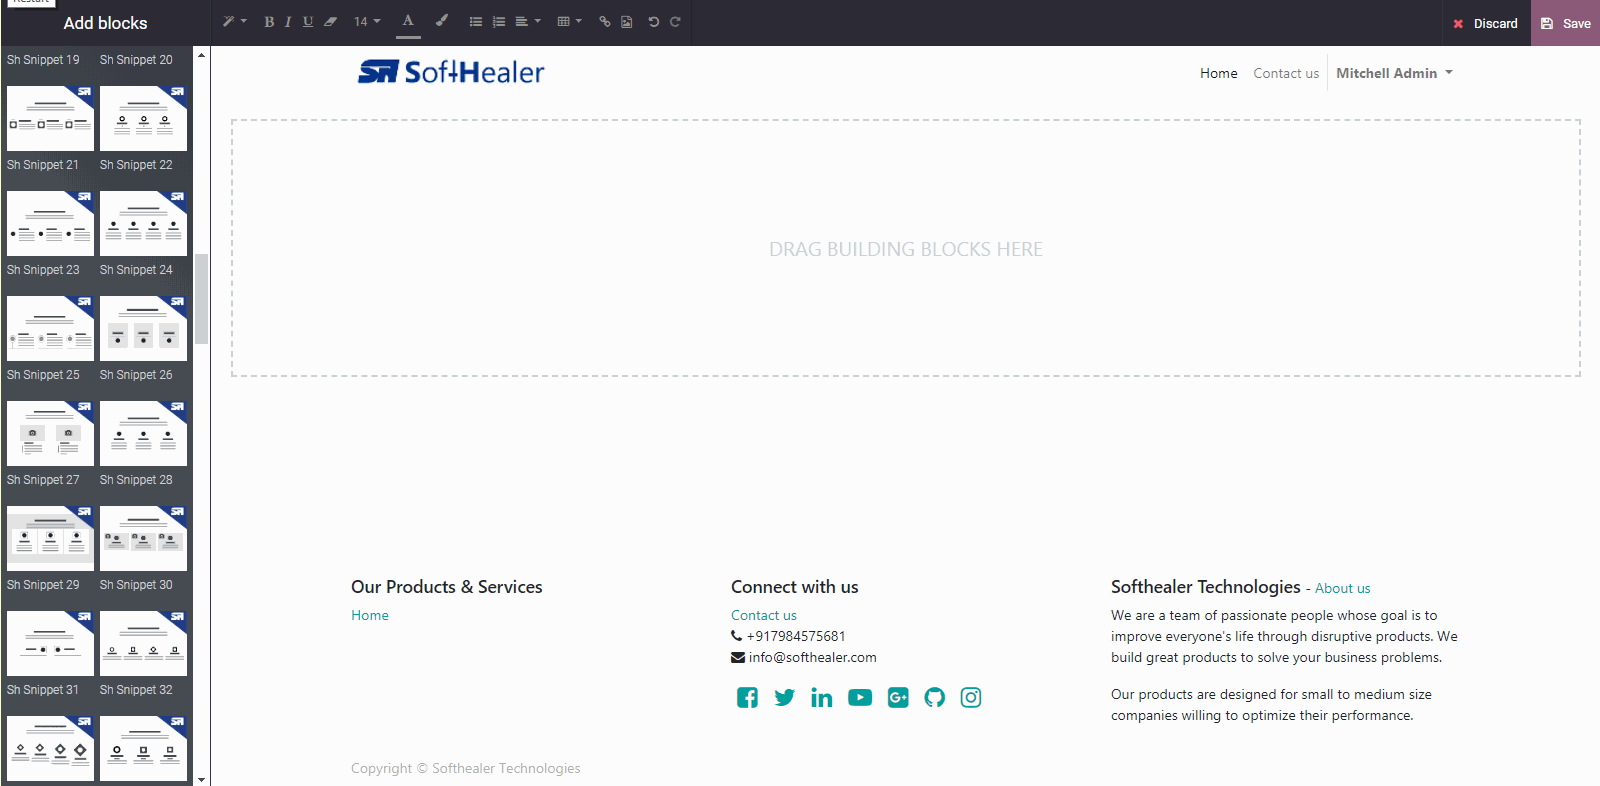 Restart
Add blocks
B I U 14 A
Discard
Save
Sh Snippet 19 Sh Snippet 20
Sh Snippet 21 Sh Snippet 22
Sh Snippet 23 Sh Snippet 24
Sh Snippet 25 Sh Snippet 26
Sh Snippet 27 Sh Snippet 28
Sh Snippet 29 Sh Snippet 30
Sh Snippet 31 Sh Snippet 32
SoftHealer
Home Contact us Mitchell Admin
DRAG BUILDING BLOCKS HERE
Our Products & Services
Home
Connect with us
Contact us
+917984575681
info@softhealer.com
Softhealer Technologies - About us
We are a team of passionate people whose goal is to
improve everyone's life through disruptive products. We
build great products to solve your business problems.
Our products are designed for small to medium size
companies willing to optimize their performance.
Copyright © Softhealer Technologies